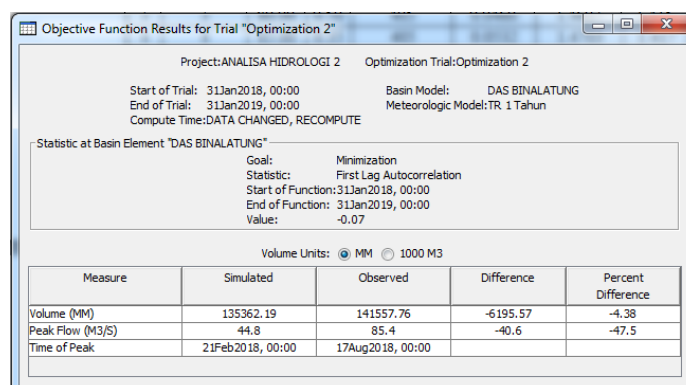 Objective Function Results for Trial "Optimization 2"
Project:ANALISA HIDROLOGI 2 Optimization Trial:Optimization 2
Start of Trial: 31Jan2018, 00:00 Basin Model: DAS BINALATUNG
End of Trial: 31Jan2019, 00:00 Meteorologic Model:TR 1 Tahun
Compute Time:DATA CHANGED, RECOMPUTE
Statistic at Basin Element "DAS BINALATUNG"
Goal: Minimization
Statistic: First Lag Autocorrelation
Start of Function:31Jan2018, 00:00
End of Function: 31Jan2019, 00:00
Value: -0.07
Volume Units: MM 1000 M3
Measure Simulated Observed Difference Percent
Difference
Volume (MM) 135362.19 141557.76 -6195.57 -4.38
Peak Flow (M3/S) 44.8 85.4 -40.6 -47.5
Time of Peak 21Feb2018, 00:00 17Aug2018, 00:00